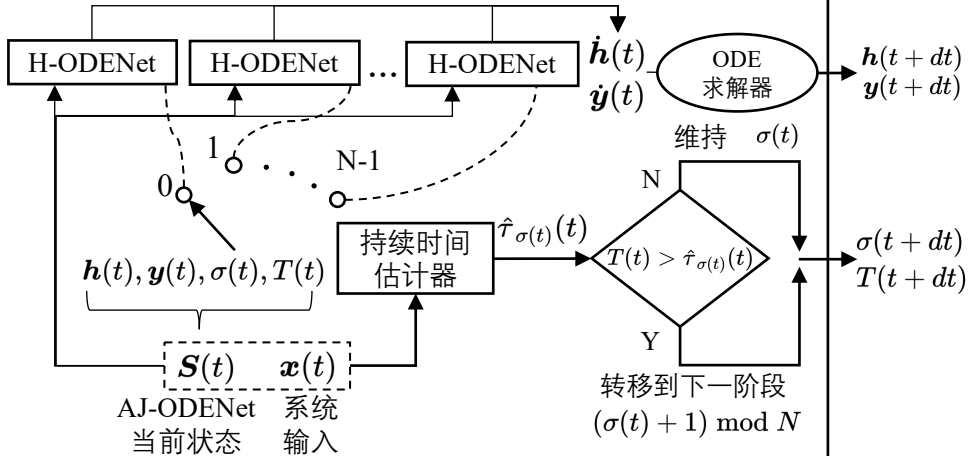 H-ODENet
H-ODENet
...
H-ODENet
ḣ(t)
ẏ(t)
ODE
求解器
h(t + dt)
y(t + dt)
0
1
N-1
维持 σ(t)
N
持续时间
估计器
τ̂σ(t)(t)
T(t) > τ̂σ(t)(t)
σ(t + dt)
T(t + dt)
h(t), y(t), σ(t), T(t)
Y
S(t) x(t)
AJ-ODENet
当前状态
系统
输入
转移到下一阶段
(σ(t) + 1) mod N